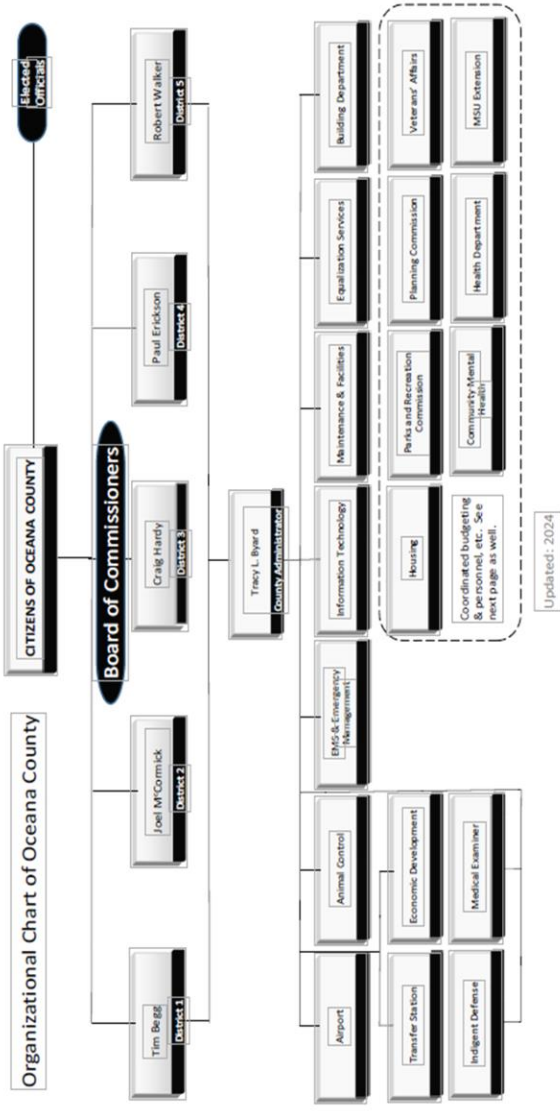 Organizational Chart of Oceana County
CITIZENS OF OCEANA COUNTY
Elected
Officials
Board of Commissioners
Tim Begg
District 1
Joel McCormick
District 2
Craig Hardy
District 3
Paul Erickson
District 4
Robert Walker
District 5
Tracy L. Byard
County Administrator
Airport
Animal Control
EMS & Emergency
Management
Information Technology
Maintenance & Facilities
Equalization Services
Building Department
Transfer Station
Economic Development
Housing
Parks and Recreation
Commission
Planning Commission
Veterans' Affairs
Indigent Defense
Medical Examiner
Coordinated budgeting
& personnel, etc. See
next page as well.
Community Mental
Health
Health Department
MSU Extension
Updated: 2024